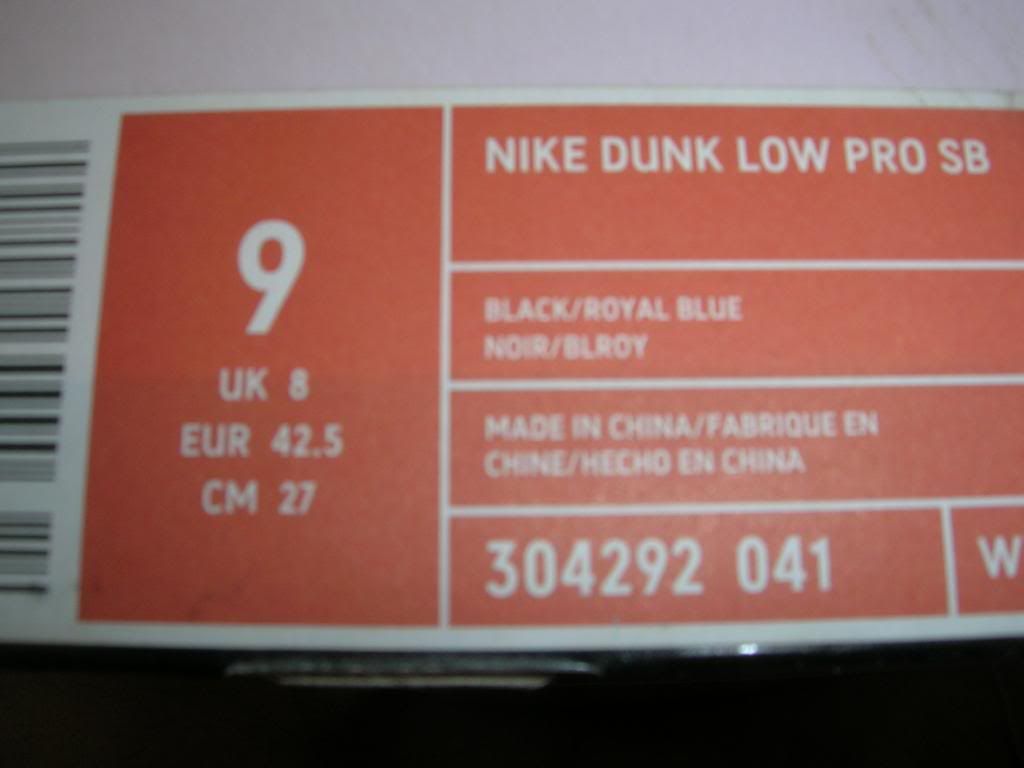 9
UK 8
EUR 42.5
CM 27
NIKE DUNK LOW PRO SB
BLACK/ROYAL BLUE
NOIR/BLROY
MADE IN CHINA/FABRIQUE EN
CHINE/HECHO EN CHINA
304292 041
W